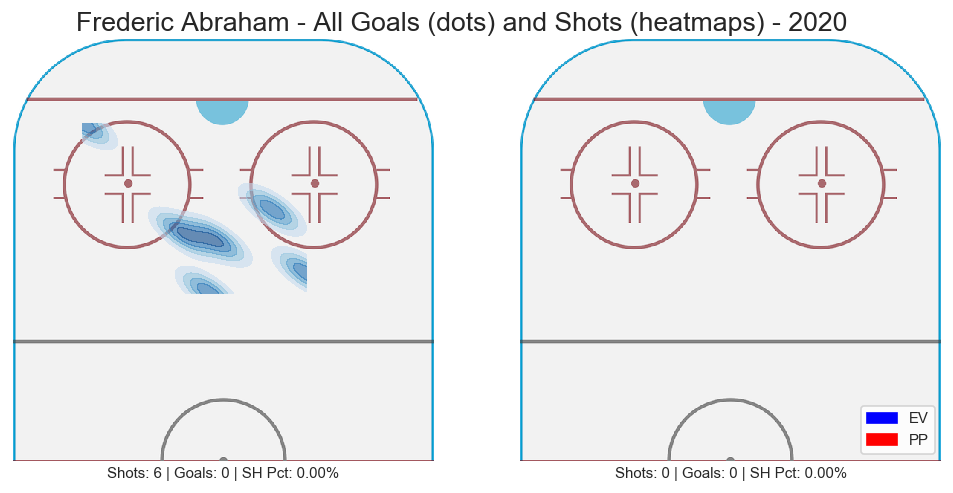 Frederic Abraham - All Goals (dots) and Shots (heatmaps) - 2020
EV
PP
Shots: 6 | Goals: 0 | SH Pct: 0.00%
Shots: 0 | Goals: 0 | SH Pct: 0.00%